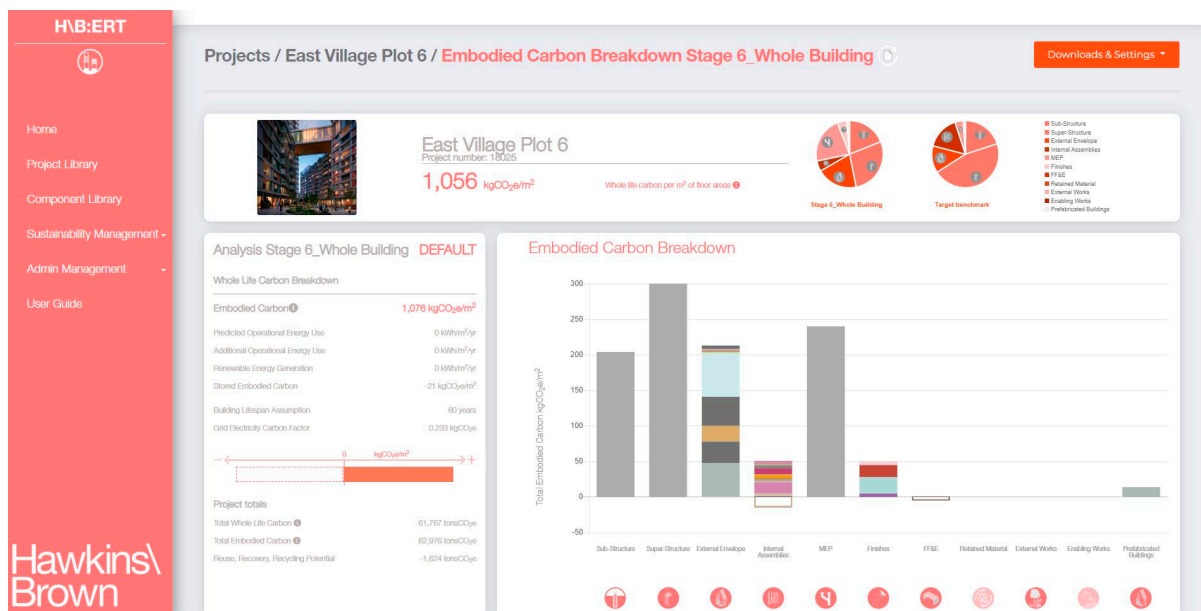 H\B:ERT
Home
Project Library
Component Library
Sustainability Management
Admin Management
User Guide
Hawkins\
Brown
Projects / East Village Plot 6 / Embodied Carbon Breakdown Stage 6_Whole Building
Downloads & Settings
East Village Plot 6
Project number: 18025
1,056 kgCO₂e/m²
Whole life carbon per m² of floor areas
Stage 6_Whole Building
Target benchmark
Sub-Structure
Super-Structure
External Envelope
Internal Assemblies
MEP
Finishes
FF&E
Retained Material
External Works
Enabling Works
Prefabricated Buildings
Analysis Stage 6_Whole Building DEFAULT
Whole Life Carbon Breakdown
Embodied Carbon 1,076 kgCO₂e/m²
Predicted Operational Energy Use 0 kWh/m²/yr
Additional Operational Energy Use 0 kWh/m²/yr
Renewable Energy Generation 0 kWh/m²/yr
Stored Embodied Carbon -21 kgCO₂e/m²
Building Lifespan Assumption 60 years
Grid Electricity Carbon Factor 0.233 kgCO₂e
0 kgCO₂e/m²
Project totals
Total Whole Life Carbon 61,767 tonsCO₂e
Total Embodied Carbon 62,976 tonsCO₂e
Reuse, Recovery, Recycling Potential -1,624 tonsCO₂e
Embodied Carbon Breakdown
Total Embodied Carbon kgCO₂e/m²
300
250
200
150
100
50
0
-50
Sub-Structure
Super-Structure
External Envelope
Internal
Assemblies
MEP
Finishes
FF&E
Retained Material
External Works
Enabling Works
Prefabricated
Buildings